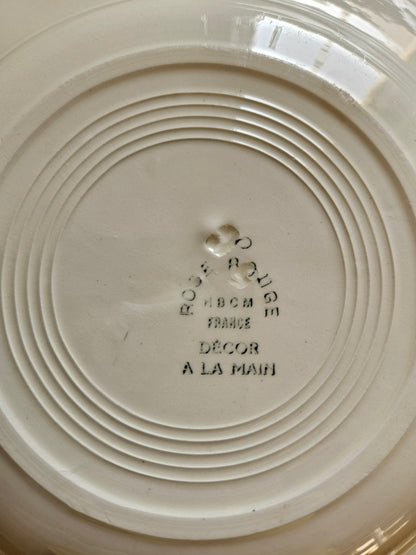 ROSE ROUGE
HBCM
FRANCE
DÉCOR
A LA MAIN